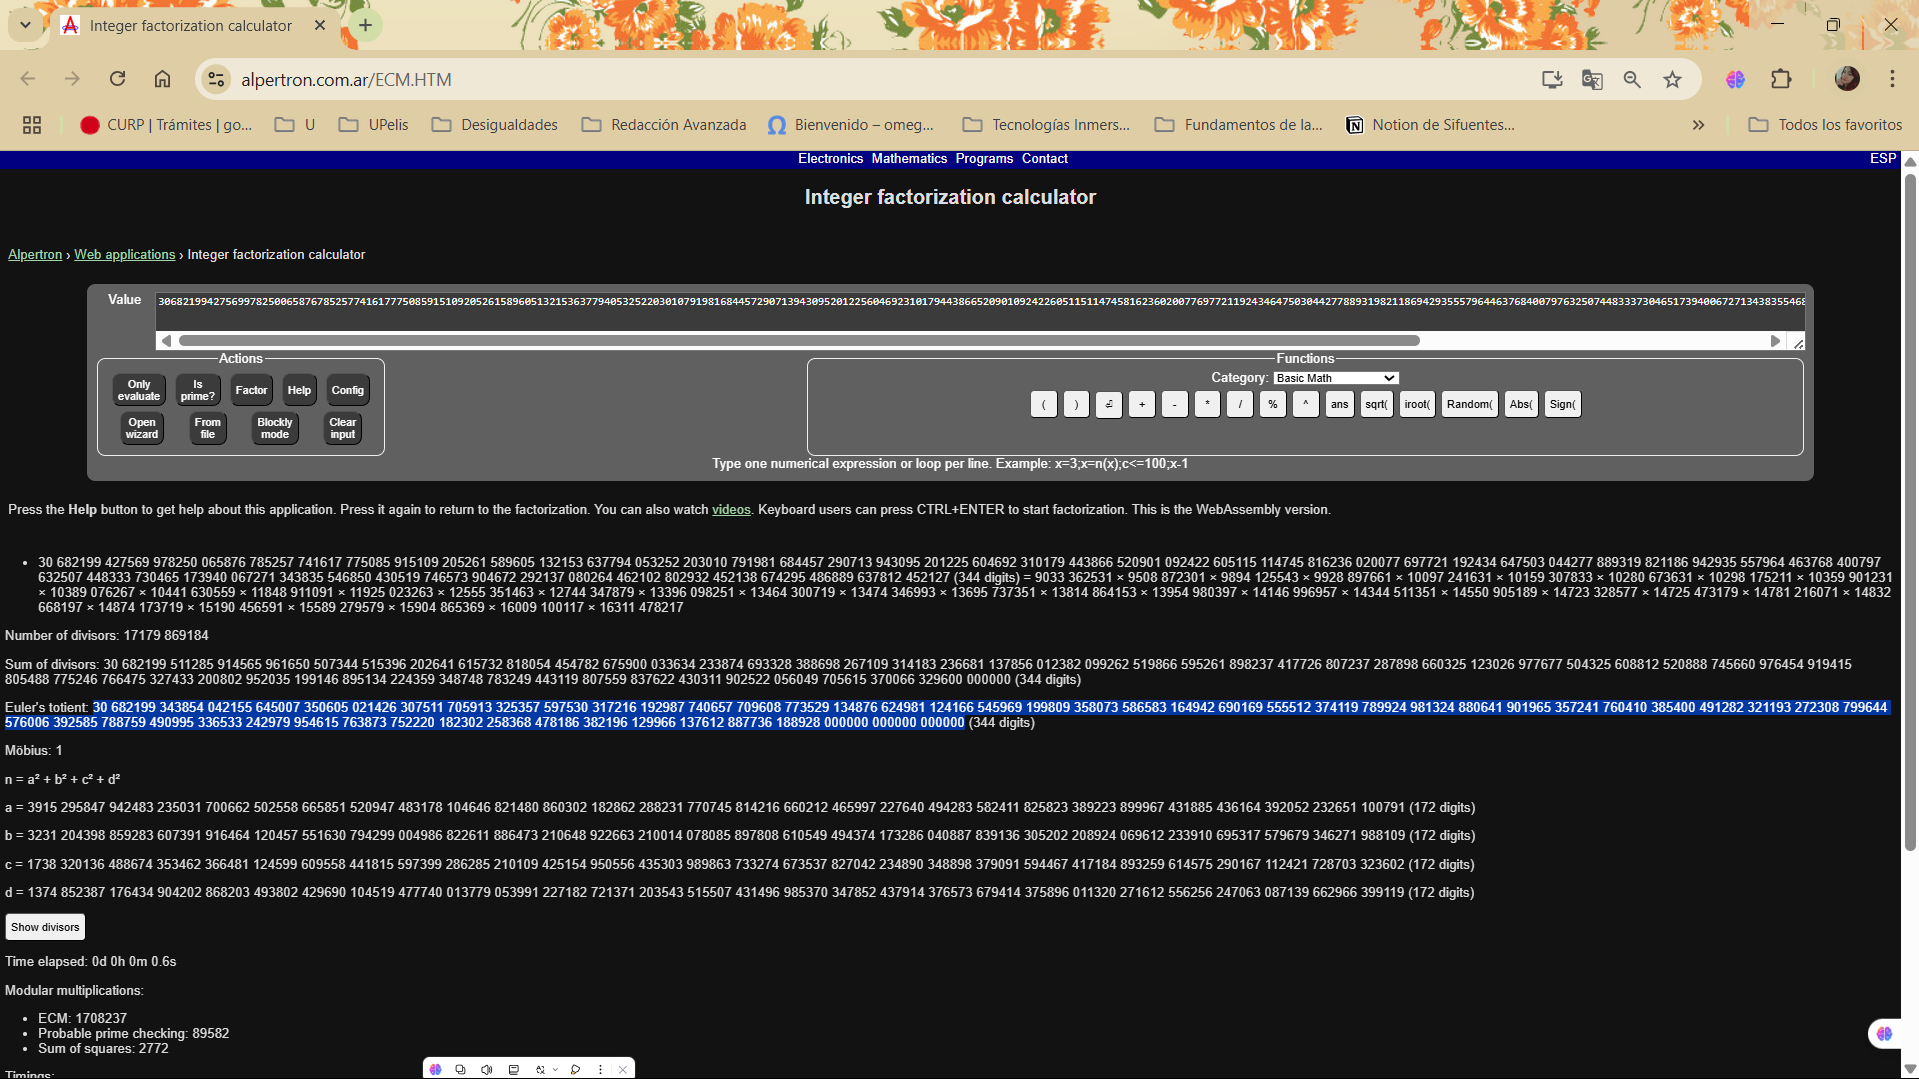 Integer factorization calculator
alpertron.com.ar/ECM.HTM
CURP | Trámites | go... U UPelis Desigualdades Redacción Avanzada Bienvenido – omeg... Tecnologías Inmers... Fundamentos de la... Notion de Sifuentes... » Todos los favoritos
Electronics Mathematics Programs Contact ESP
Integer factorization calculator
Alpertron › Web applications › Integer factorization calculator
Value
Actions
Only evaluate Is prime? Factor Help Config
Open wizard From file Blockly mode Clear input
Functions
Category: Basic Math
( ) ⏎ + - * / % ^ ans sqrt( iroot( Random( Abs( Sign(
Type one numerical expression or loop per line. Example: x=3;x=n(x);c<=100;x-1
Press the Help button to get help about this application. Press it again to return to the factorization. You can also watch videos. Keyboard users can press CTRL+ENTER to start factorization. This is the WebAssembly version.
• 30 682199 427569 978250 065876 785257 741617 775085 915109 205261 589605 132153 637794 053252 203010 791981 684457 290713 943095 201225 604692 310179 443866 520901 092422 605115 114745 816236 020077 697721 192434 647503 044277 889319 821186 942935 557964 463768 400797
632507 448333 730465 173940 067271 343835 546850 430519 746573 904672 292137 080264 462102 802932 452138 674295 486889 637812 452127 (344 digits) = 9033 362531 × 9508 872301 × 9894 125543 × 9928 897661 × 10097 241631 × 10159 307833 × 10280 673631 × 10298 175211 × 10359 901231
× 10389 076267 × 10441 630559 × 11848 911091 × 11925 023263 × 12555 351463 × 12744 347879 × 13396 098251 × 13464 300719 × 13474 346993 × 13695 737351 × 13814 864153 × 13954 980397 × 14146 996957 × 14344 511351 × 14550 905189 × 14723 328577 × 14725 473179 × 14781 216071 × 14832
668197 × 14874 173719 × 15190 456591 × 15589 279579 × 15904 865369 × 16009 100117 × 16311 478217
Number of divisors: 17179 869184
Sum of divisors: 30 682199 511285 914565 961650 507344 515396 202641 615732 818054 454782 675900 033634 233874 693328 388698 267109 314183 236681 137856 012382 099262 519866 595261 898237 417726 807237 287898 660325 123026 977677 504325 608812 520888 745660 976454 919415
805488 775246 766475 327433 200802 952035 199146 895134 224359 348748 783249 443119 807559 837622 430311 902522 056049 705615 370066 329600 000000 (344 digits)
Euler's totient: 30 682199 343854 042155 645007 350605 021426 307511 705913 325357 597530 317216 192987 740657 709608 773529 134876 624981 124166 545969 199809 358073 586583 164942 690169 555512 374119 789924 981324 880641 901965 357241 760410 385400 491282 321193 272308 799644
576006 392585 788759 490995 336533 242979 954615 763873 752220 182302 258368 478186 382196 129966 137612 887736 188928 000000 000000 000000 (344 digits)
Möbius: 1
n = a² + b² + c² + d²
a = 3915 295847 942483 235031 700662 502558 665851 520947 483178 104646 821480 860302 182862 288231 770745 814216 660212 465997 227640 494283 582411 825823 389223 899967 431885 436164 392052 232651 100791 (172 digits)
b = 3231 204398 859283 607391 916464 120457 551630 794299 004986 822611 886473 210648 922663 210014 078085 897808 610549 494374 173286 040887 839136 305202 208924 069612 233910 695317 579679 346271 988109 (172 digits)
c = 1738 320136 488674 353462 366481 124599 609558 441815 597399 286285 210109 425154 950556 435303 989863 733274 673537 827042 234890 348898 379091 594467 417184 893259 614575 290167 112421 728703 323602 (172 digits)
d = 1374 852387 176434 904202 868203 493802 429690 104519 477740 013779 053991 227182 721371 203543 515507 431496 985370 347852 437914 376573 679414 375896 011320 271612 556256 247063 087139 662966 399119 (172 digits)
Show divisors
Time elapsed: 0d 0h 0m 0.6s
Modular multiplications:
• ECM: 1708237
• Probable prime checking: 89582
• Sum of squares: 2772
Timings: